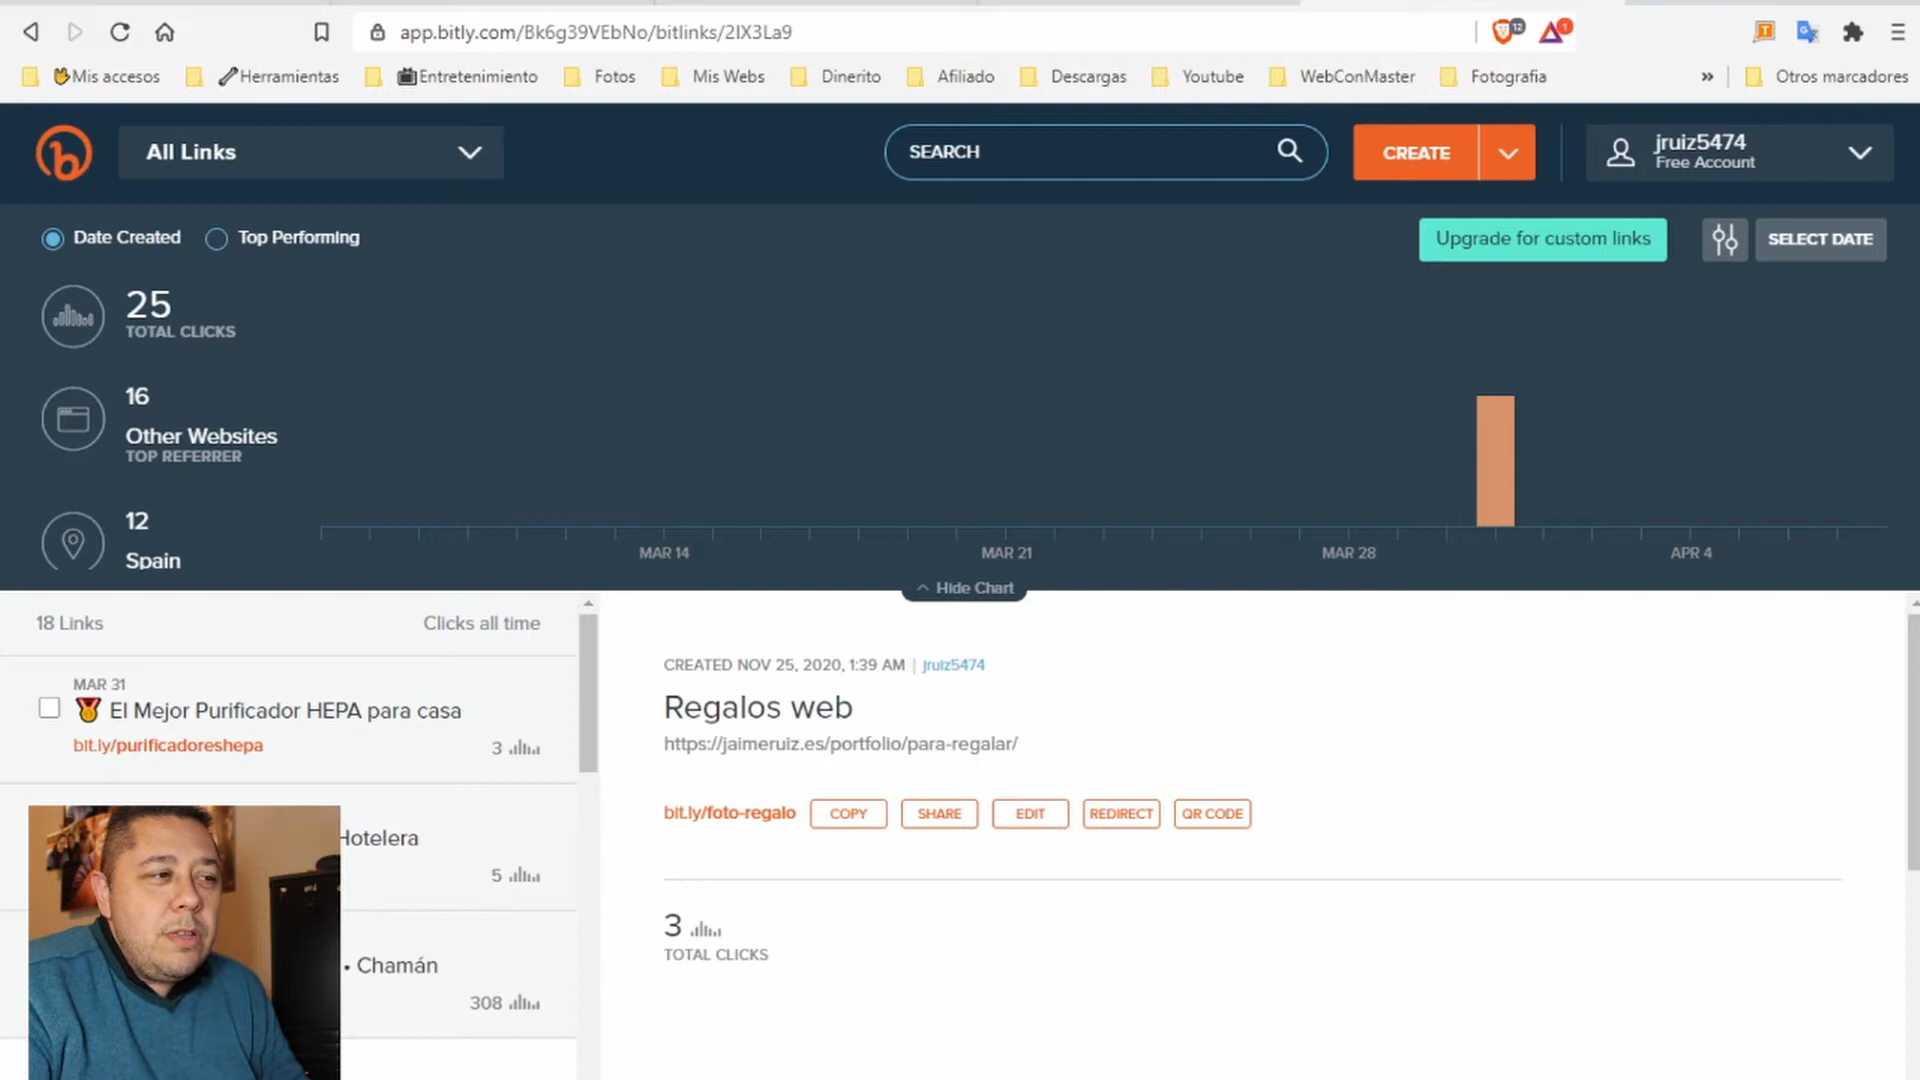 app.bitly.com/Bk6g39VEbNo/bitlinks/2IX3La9
12
1
Mis accesos
Herramientas
Entretenimiento
Fotos
Mis Webs
Dinerito
Afiliado
Descargas
Youtube
WebConMaster
Fotografia
»
Otros marcadores
All Links
SEARCH
CREATE
jruiz5474
Free Account
Date Created
Top Performing
Upgrade for custom links
SELECT DATE
25
TOTAL CLICKS
16
Other Websites
TOP REFERRER
12
Spain
MAR 14
MAR 21
MAR 28
APR 4
Hide Chart
18 Links
Clicks all time
MAR 31
El Mejor Purificador HEPA para casa
bit.ly/purificadoreshepa
3
Hotelera
5
• Chamán
308
CREATED NOV 25, 2020, 1:39 AM | jruiz5474
Regalos web
https://jaimeruiz.es/portfolio/para-regalar/
bit.ly/foto-regalo
COPY
SHARE
EDIT
REDIRECT
QR CODE
3
TOTAL CLICKS